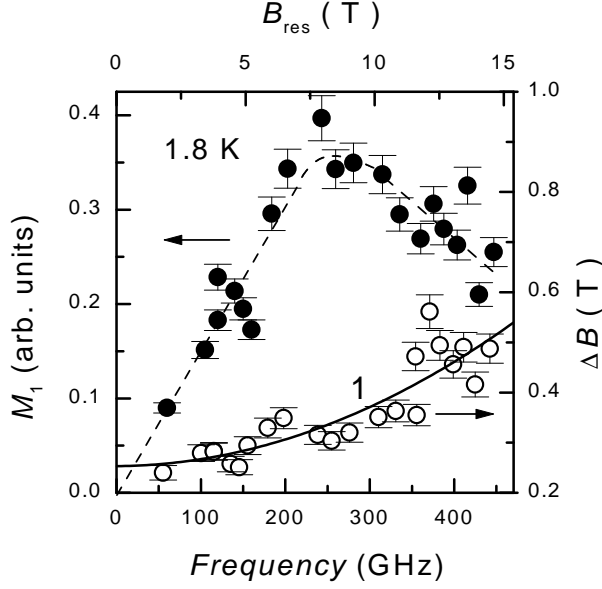 B_res ( T )
0 5 10 15
0.4 1.0
1.8 K
0.3 0.8
M_1 (arb. units)
0.2 0.6
ΔB ( T )
1
0.1 0.4
0.0 0.2
0 100 200 300 400
Frequency (GHz)